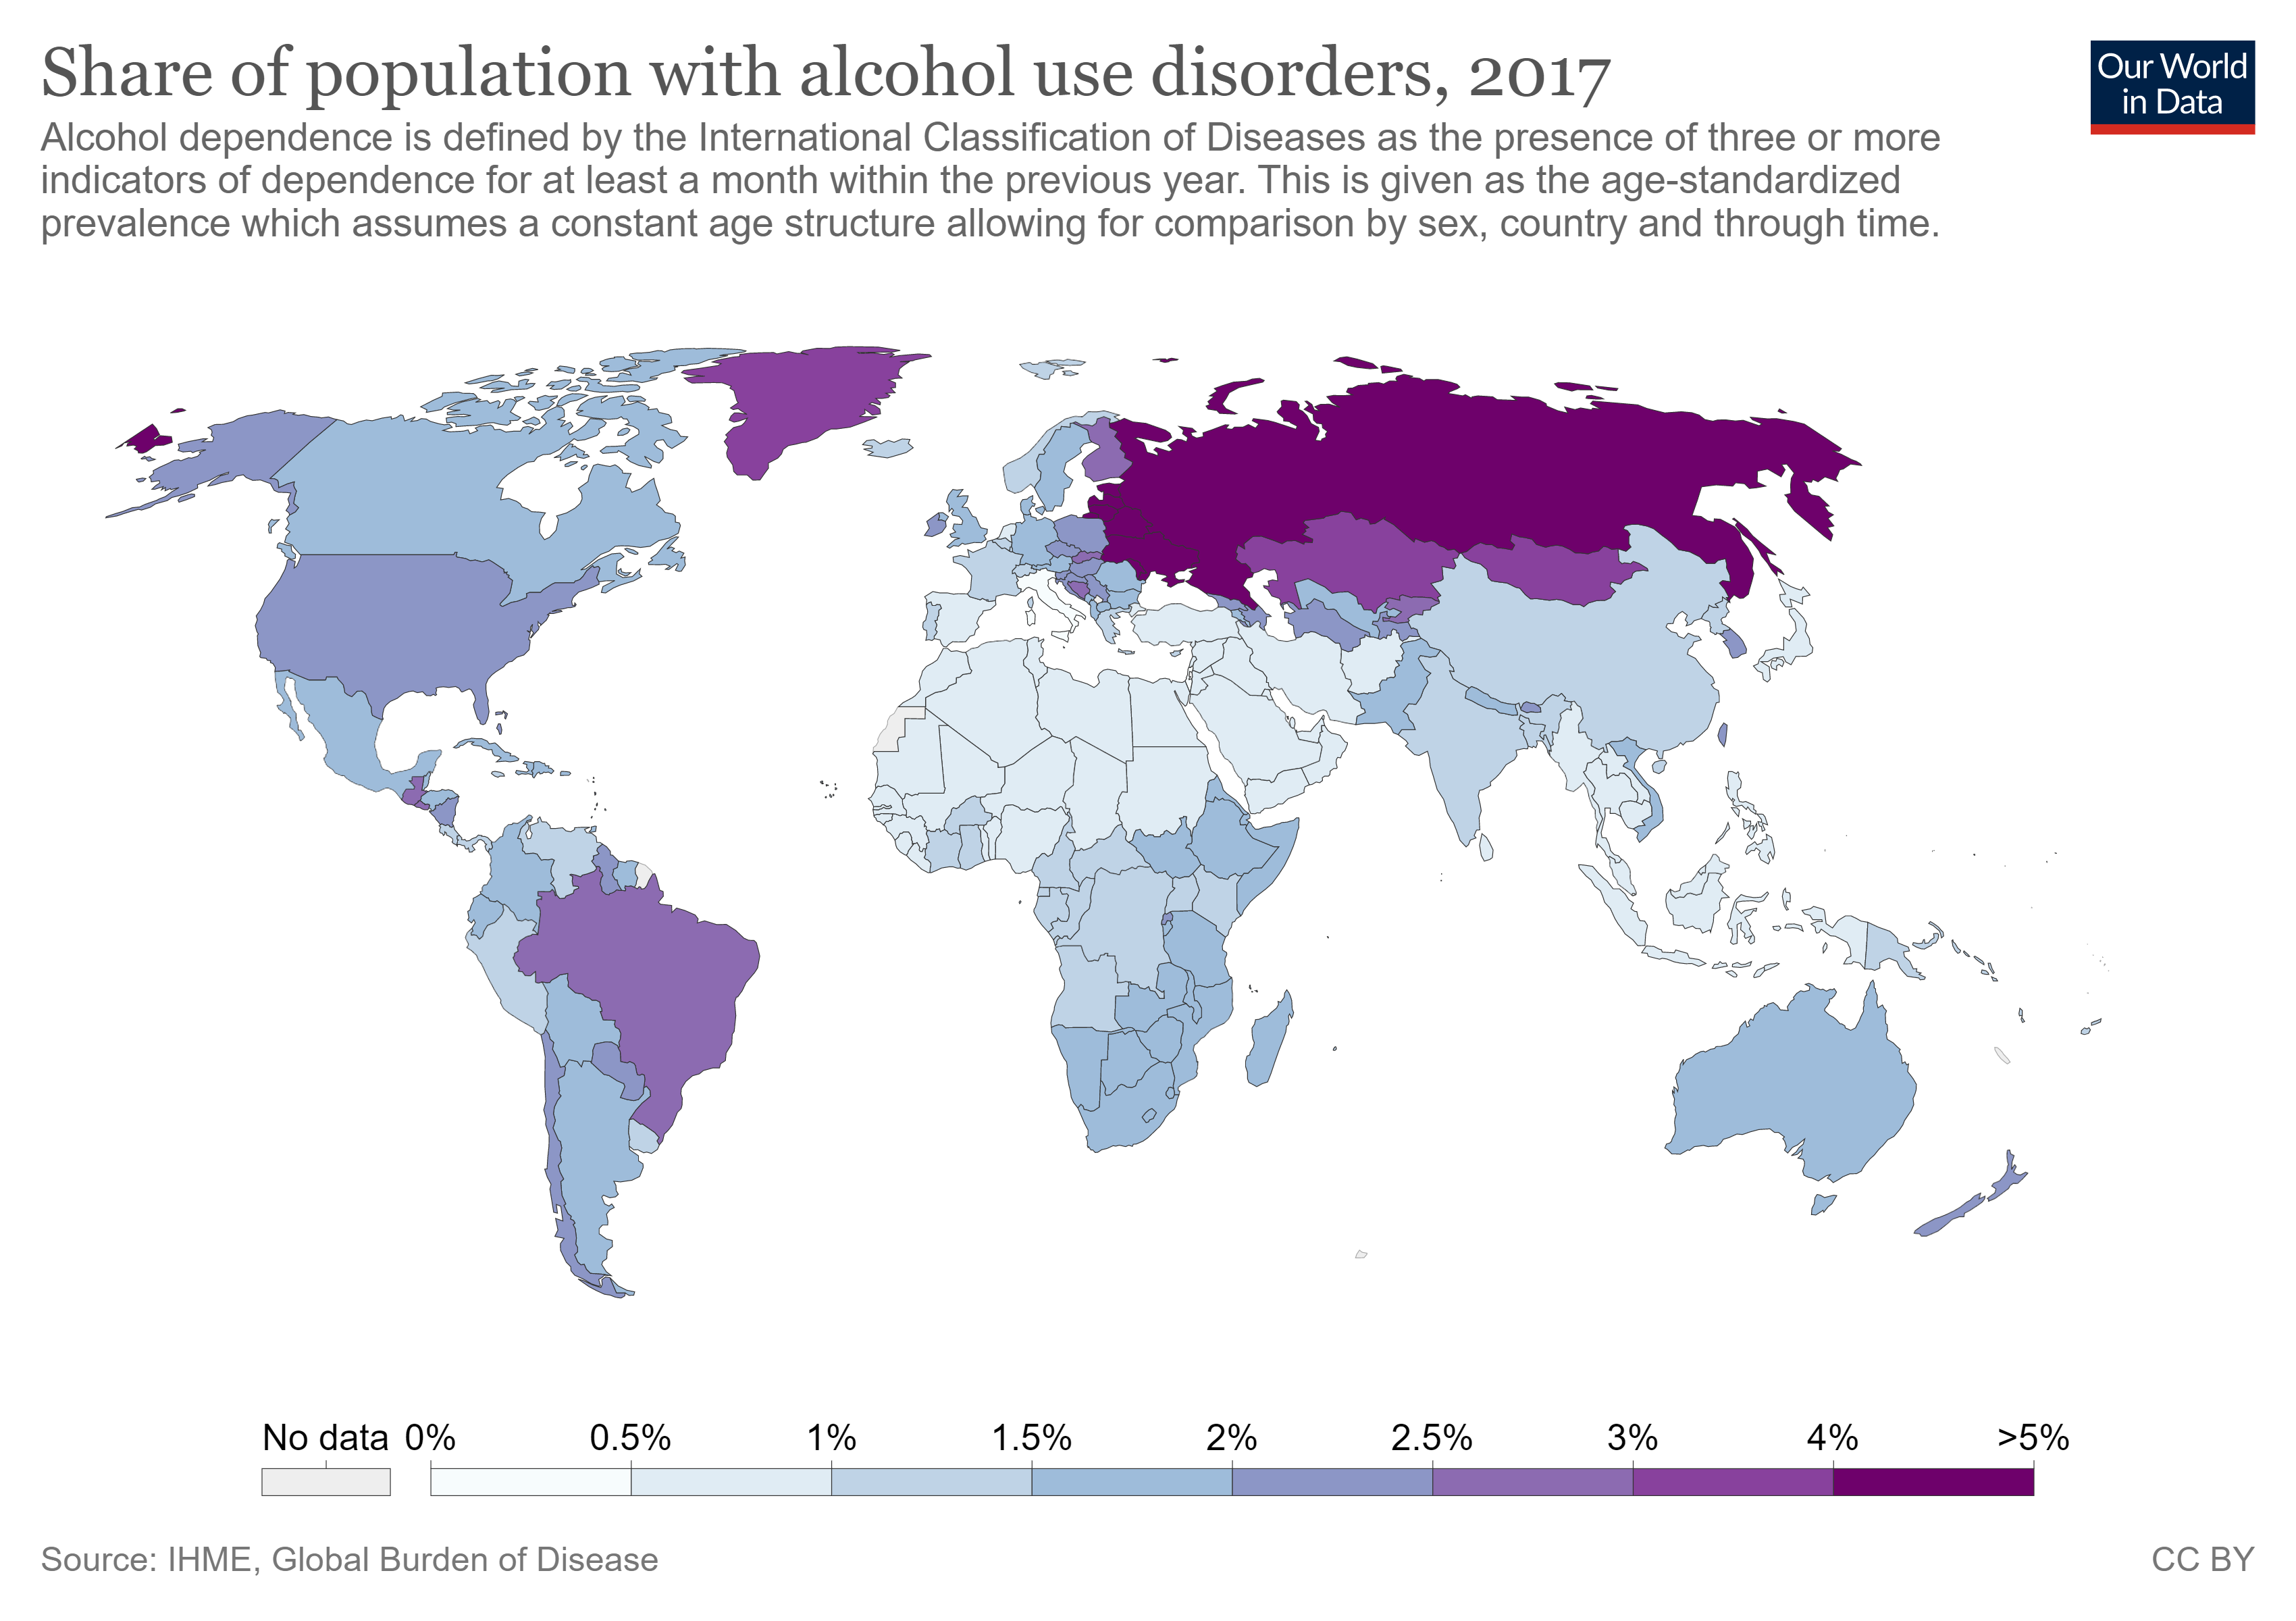 Share of population with alcohol use disorders, 2017
Our World
in Data
Alcohol dependence is defined by the International Classification of Diseases as the presence of three or more
indicators of dependence for at least a month within the previous year. This is given as the age-standardized
prevalence which assumes a constant age structure allowing for comparison by sex, country and through time.
No data 0% 0.5% 1% 1.5% 2% 2.5% 3% 4% >5%
Source: IHME, Global Burden of Disease
CC BY